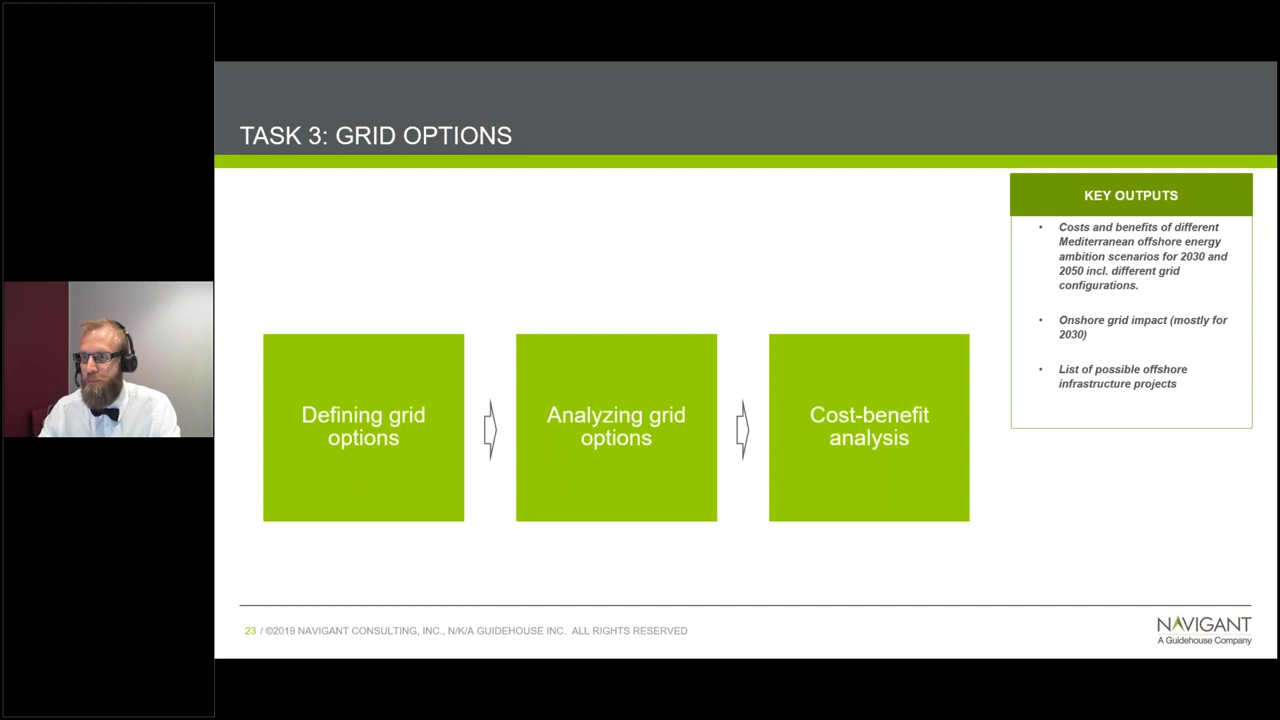 TASK 3: GRID OPTIONS
KEY OUTPUTS
• Costs and benefits of different
Mediterranean offshore energy
ambition scenarios for 2030 and
2050 incl. different grid
configurations.
• Onshore grid impact (mostly for
2030)
• List of possible offshore
infrastructure projects
Defining grid
options
Analyzing grid
options
Cost-benefit
analysis
23 / ©2019 NAVIGANT CONSULTING, INC., N/K/A GUIDEHOUSE INC. ALL RIGHTS RESERVED
NAVIGANT
A Guidehouse Company